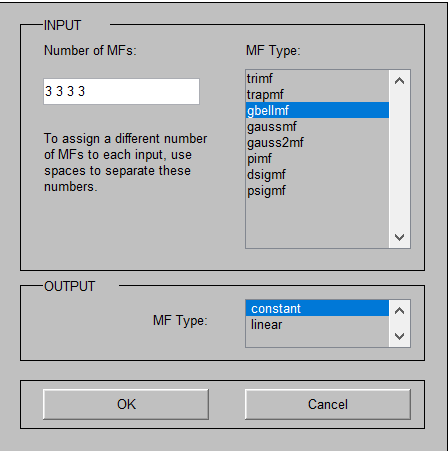 INPUT
Number of MFs:
3 3 3 3
To assign a different number
of MFs to each input, use
spaces to separate these
numbers.
MF Type:
trimf
trapmf
gbellmf
gaussmf
gauss2mf
pimf
dsigmf
psigmf
OUTPUT
MF Type:
constant
linear
OK
Cancel